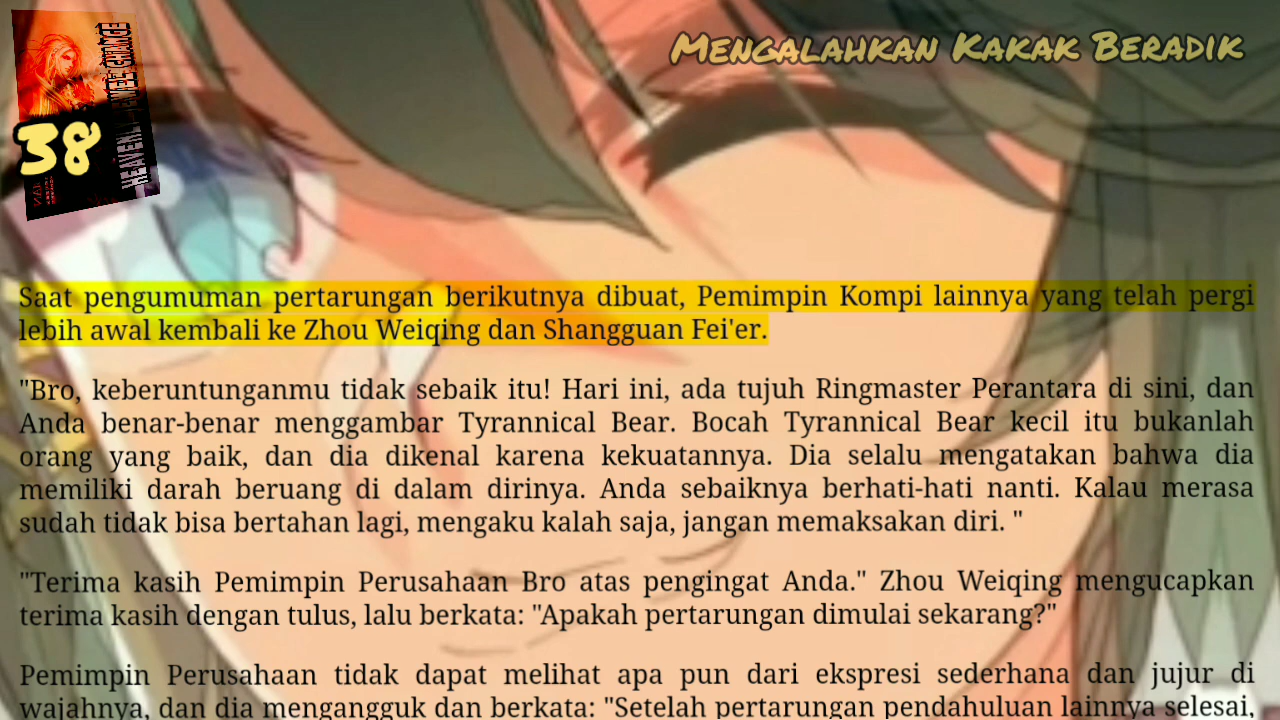 Mengalahkan Kakak Beradik
HEAVENLY JEWEL CHANGE
38
Saat pengumuman pertarungan berikutnya dibuat, Pemimpin Kompi lainnya yang telah pergi
lebih awal kembali ke Zhou Weiqing dan Shangguan Fei'er.
"Bro, keberuntunganmu tidak sebaik itu! Hari ini, ada tujuh Ringmaster Perantara di sini, dan
Anda benar-benar menggambar Tyrannical Bear. Bocah Tyrannical Bear kecil itu bukanlah
orang yang baik, dan dia dikenal karena kekuatannya. Dia selalu mengatakan bahwa dia
memiliki darah beruang di dalam dirinya. Anda sebaiknya berhati-hati nanti. Kalau merasa
sudah tidak bisa bertahan lagi, mengaku kalah saja, jangan memaksakan diri. "
"Terima kasih Pemimpin Perusahaan Bro atas pengingat Anda." Zhou Weiqing mengucapkan
terima kasih dengan tulus, lalu berkata: "Apakah pertarungan dimulai sekarang?"
Pemimpin Perusahaan tidak dapat melihat apa pun dari ekspresi sederhana dan jujur di
wajahnya, dan dia mengangguk dan berkata: "Setelah pertarungan pendahuluan lainnya selesai,